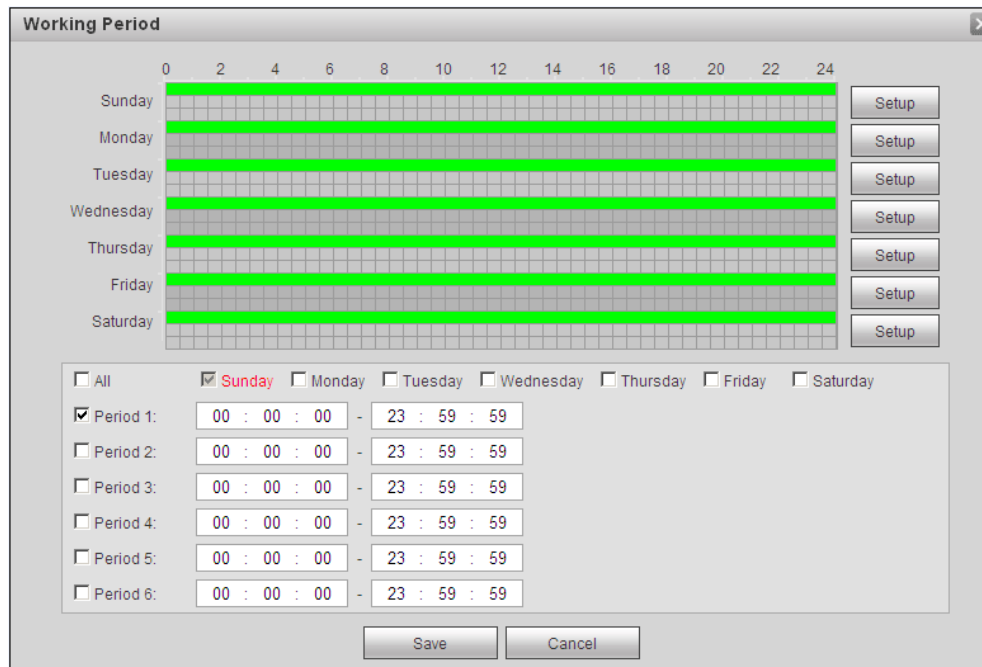 Working Period
0 2 4 6 8 10 12 14 16 18 20 22 24
Sunday Setup
Monday Setup
Tuesday Setup
Wednesday Setup
Thursday Setup
Friday Setup
Saturday Setup
All Sunday Monday Tuesday Wednesday Thursday Friday Saturday
Period 1: 00 : 00 : 00 - 23 : 59 : 59
Period 2: 00 : 00 : 00 - 23 : 59 : 59
Period 3: 00 : 00 : 00 - 23 : 59 : 59
Period 4: 00 : 00 : 00 - 23 : 59 : 59
Period 5: 00 : 00 : 00 - 23 : 59 : 59
Period 6: 00 : 00 : 00 - 23 : 59 : 59
Save Cancel